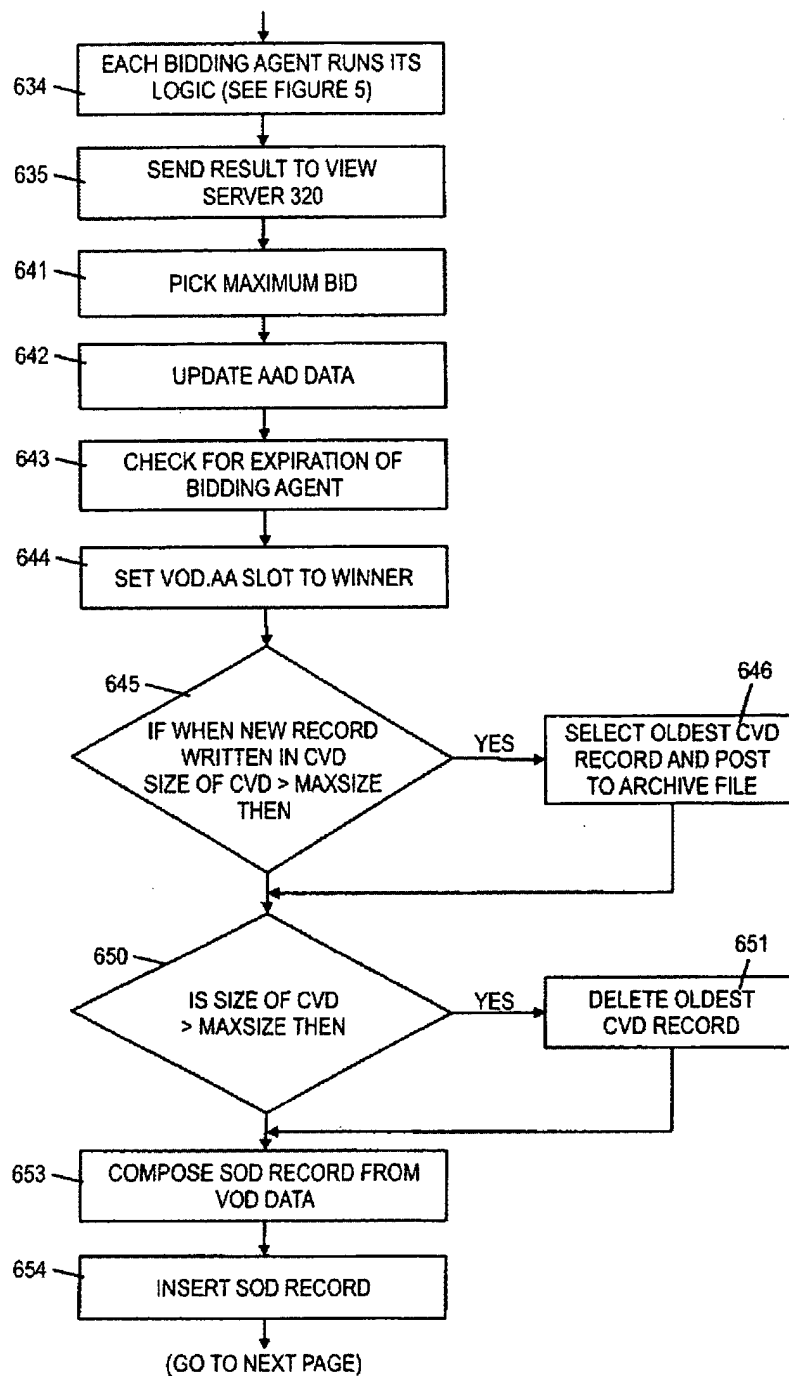 634
EACH BIDDING AGENT RUNS ITS
LOGIC (SEE FIGURE 5)
635
SEND RESULT TO VIEW
SERVER 320
641
PICK MAXIMUM BID
642
UPDATE AAD DATA
643
CHECK FOR EXPIRATION OF
BIDDING AGENT
644
SET VOD.AA SLOT TO WINNER
645
IF WHEN NEW RECORD
WRITTEN IN CVD
SIZE OF CVD > MAXSIZE
THEN
YES
646
SELECT OLDEST CVD
RECORD AND POST
TO ARCHIVE FILE
650
IS SIZE OF CVD
> MAXSIZE THEN
YES
651
DELETE OLDEST
CVD RECORD
653
COMPOSE SOD RECORD FROM
VOD DATA
654
INSERT SOD RECORD
(GO TO NEXT PAGE)